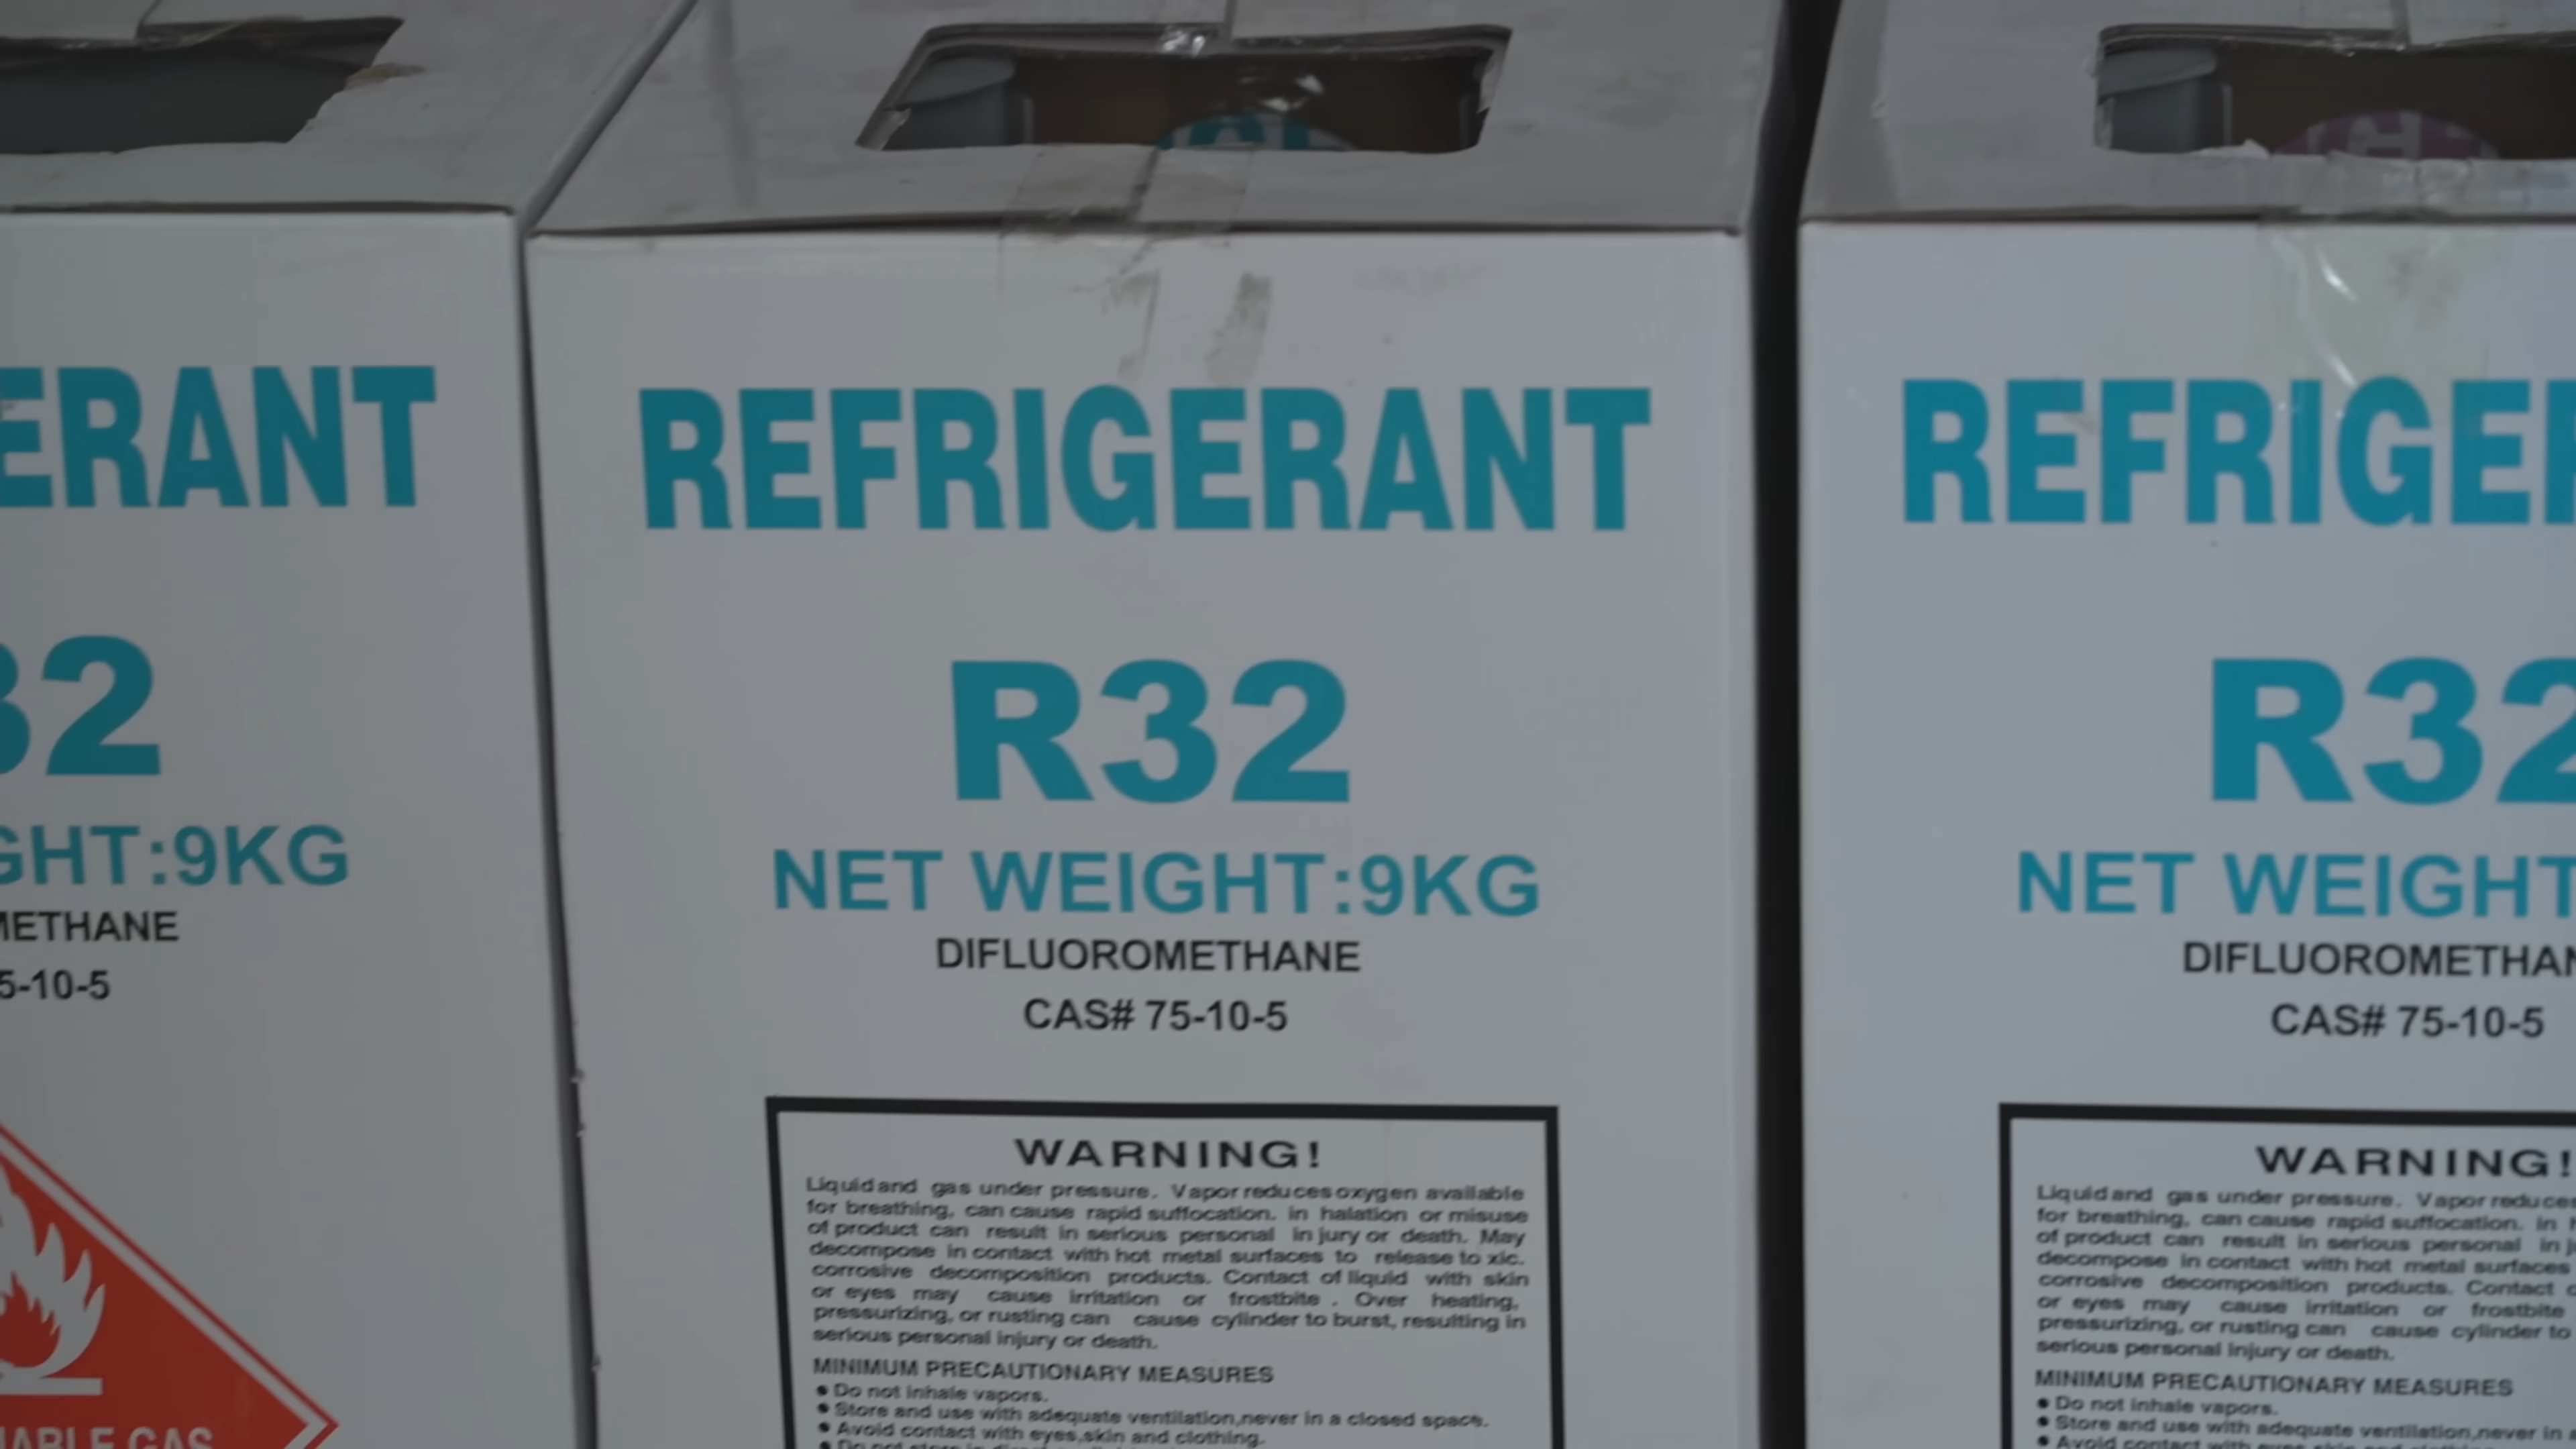 ERANT
32
GHT:9KG
METHANE
5-10-5
ABLE GAS
REFRIGERANT
R32
NET WEIGHT:9KG
DIFLUOROMETHANE
CAS# 75-10-5
WARNING!
Liquid and gas under pressure. Vapor reduces oxygen available
for breathing, can cause rapid suffocation. in halation or misuse
of product can result in serious personal in jury or death. May
decompose in contact with hot metal surfaces to release to xic.
corrosive decomposition products. Contact of liquid with skin
or eyes may cause irritation or frostbite . Over heating,
pressurizing, or rusting can cause cylinder to burst, resulting in
serious personal injury or death.
MINIMUM PRECAUTIONARY MEASURES
● Do not inhale vapors.
● Store and use with adequate ventilation,never in a closed space.
● Avoid contact with eyes,skin and clothing.
REFRIGE
R32
NET WEIGHT
DIFLUOROMETHAN
CAS# 75-10-5
WARNING!
Liquid and gas under pressure. Vapor reduces
for breathing, can cause rapid suffocation. in
of product can result in serious personal in
decompose in contact with hot metal surfaces
corrosive decomposition products. Contact
or eyes may cause irritation or frostbite
pressurizing, or rusting can cause cylinder to
serious personal injury or death.
MINIMUM PRECAUTIONARY MEASURES
● Do not inhale vapors.
● Store and use with adequate ventilation,never in
● Avoid contact with eyes,skin and